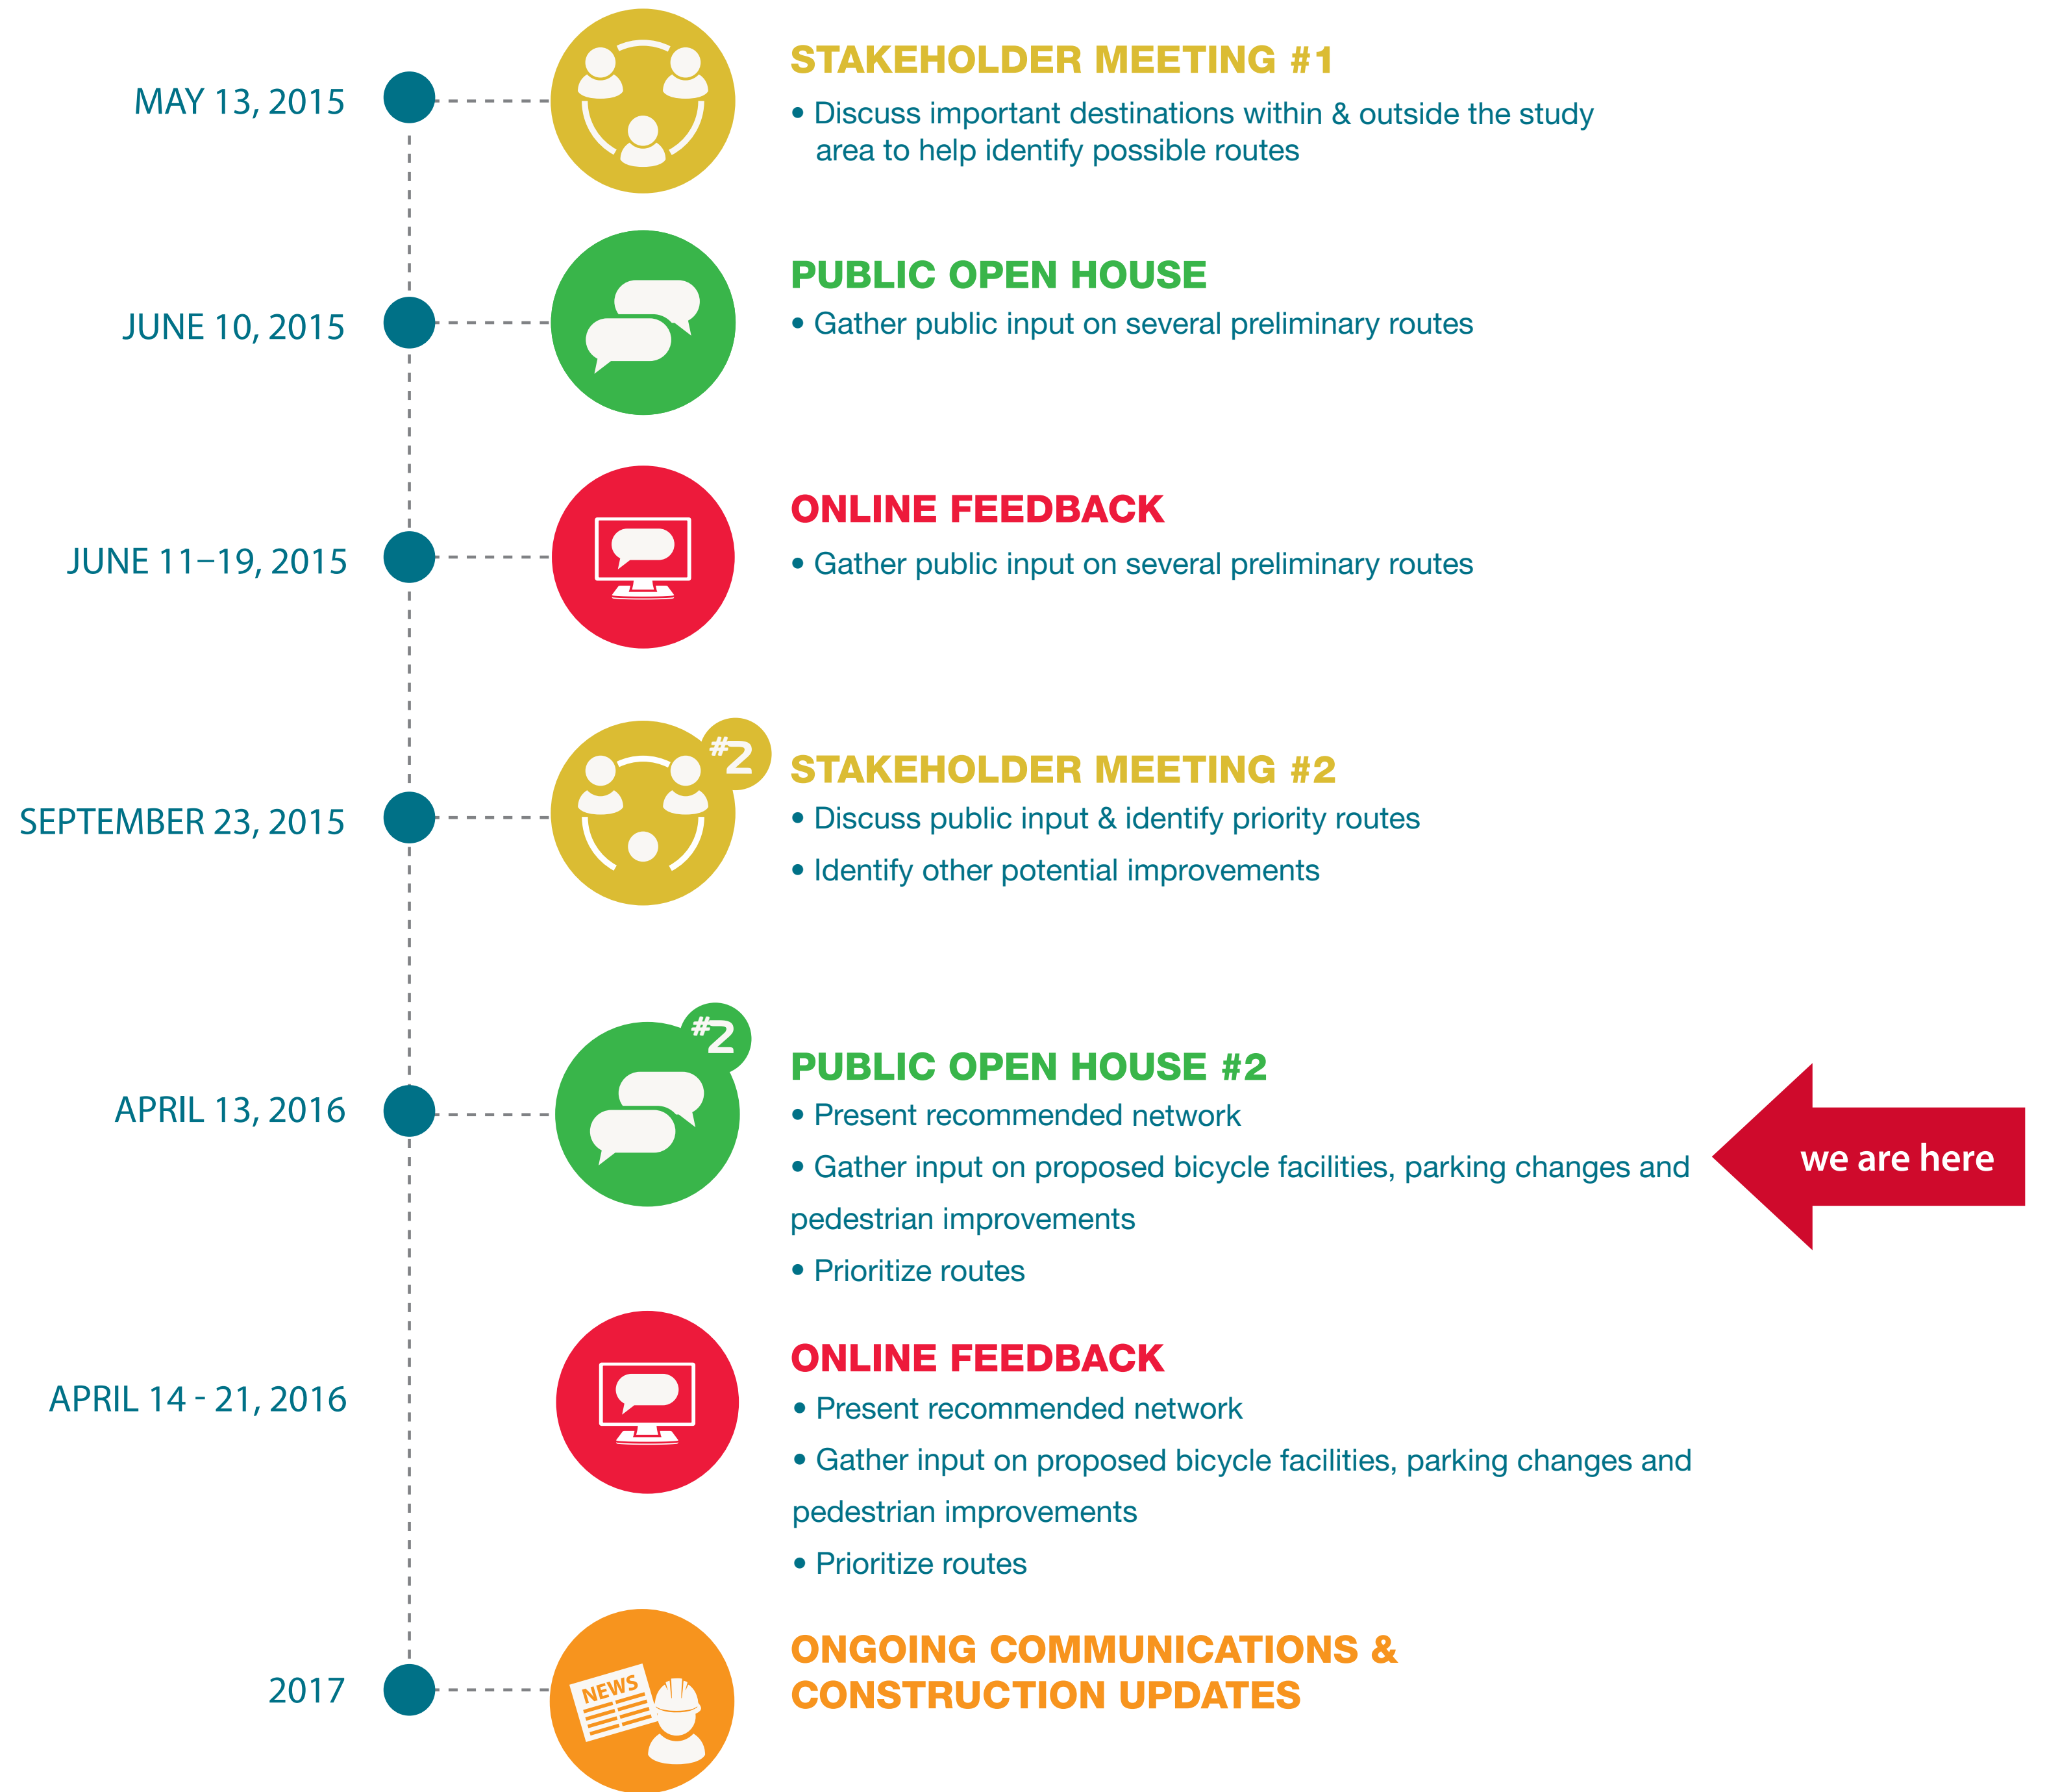 MAY 13, 2015
STAKEHOLDER MEETING #1
• Discuss important destinations within & outside the study
area to help identify possible routes
JUNE 10, 2015
PUBLIC OPEN HOUSE
• Gather public input on several preliminary routes
JUNE 11–19, 2015
ONLINE FEEDBACK
• Gather public input on several preliminary routes
SEPTEMBER 23, 2015
#2
STAKEHOLDER MEETING #2
• Discuss public input & identify priority routes
• Identify other potential improvements
APRIL 13, 2016
#2
PUBLIC OPEN HOUSE #2
• Present recommended network
• Gather input on proposed bicycle facilities, parking changes and
pedestrian improvements
• Prioritize routes
we are here
APRIL 14 - 21, 2016
ONLINE FEEDBACK
• Present recommended network
• Gather input on proposed bicycle facilities, parking changes and
pedestrian improvements
• Prioritize routes
2017
NEWS
ONGOING COMMUNICATIONS &
CONSTRUCTION UPDATES